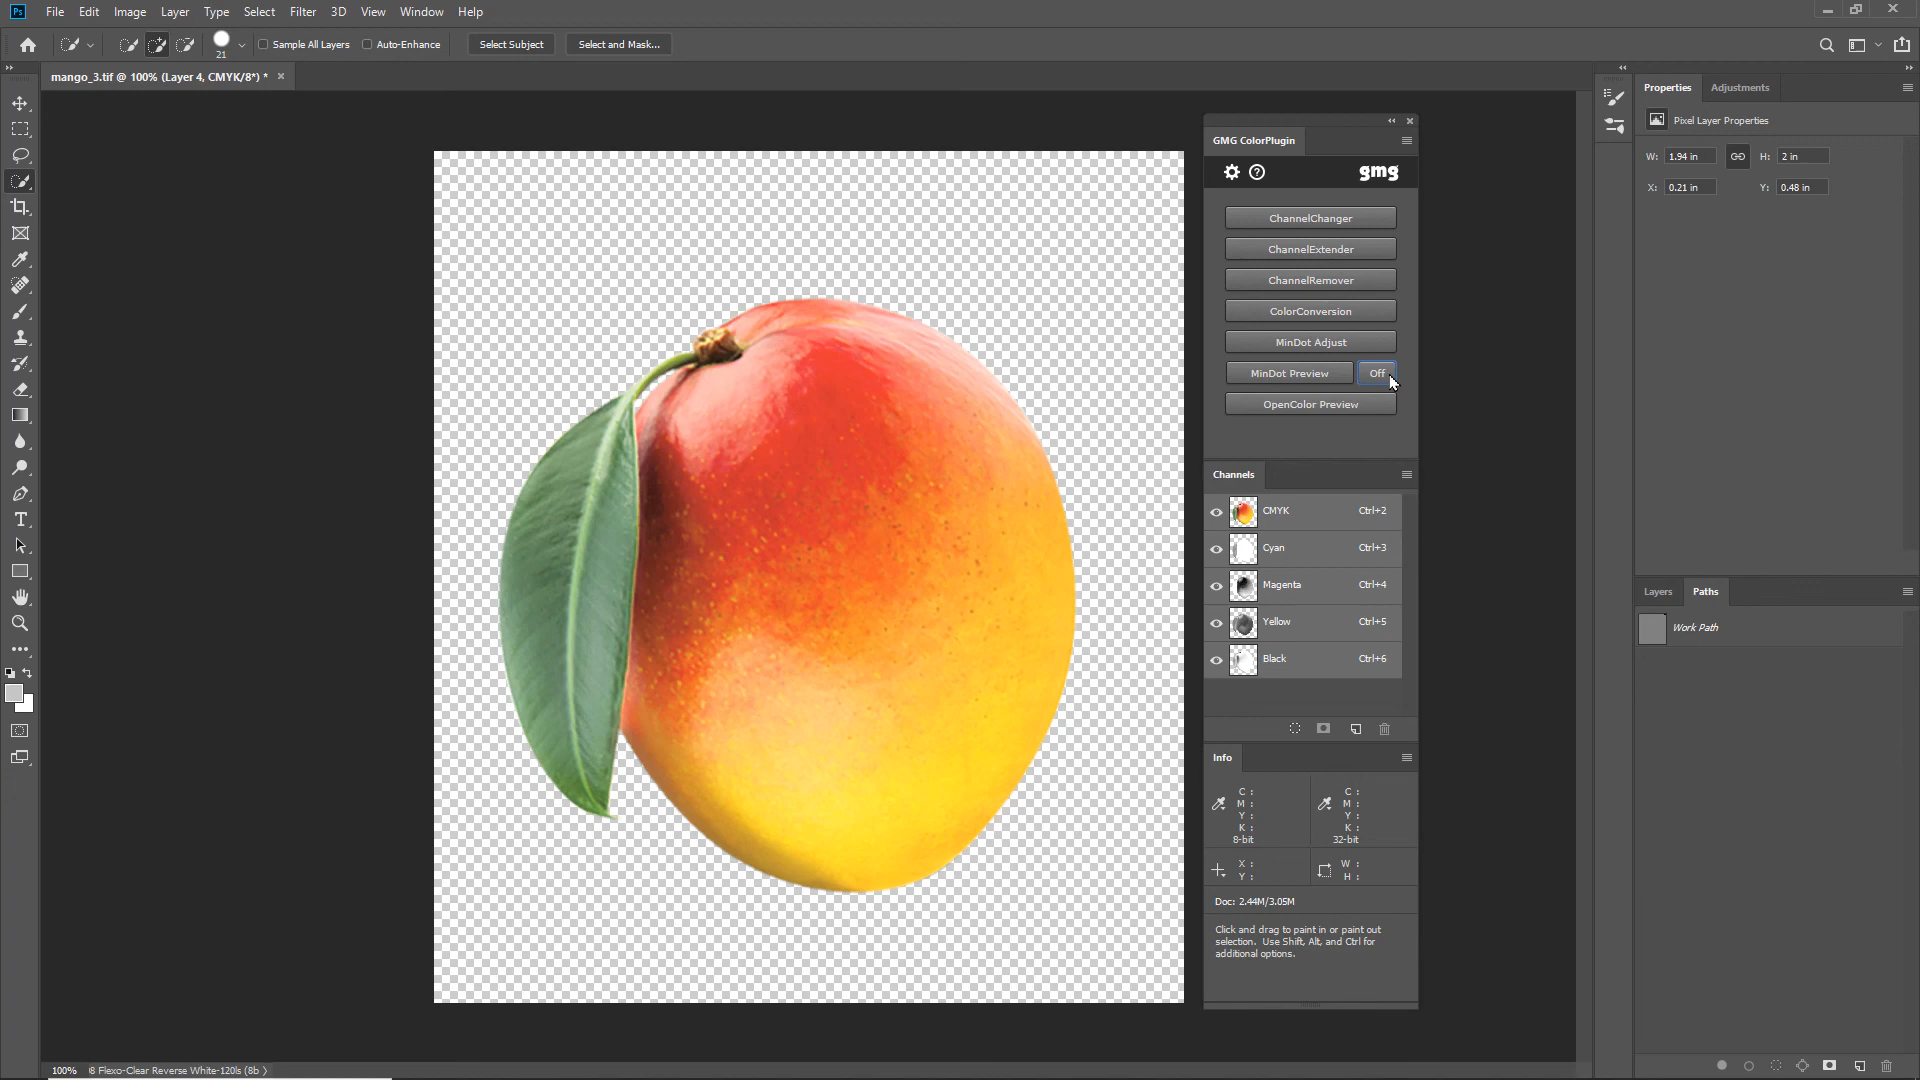 Ps File Edit Image Layer Type Select Filter 3D View Window Help
21 Sample All Layers Auto-Enhance Select Subject Select and Mask...
mango_3.tif @ 100% (Layer 4, CMYK/8*) *
GMG ColorPlugin
gmg
ChannelChanger
ChannelExtender
ChannelRemover
ColorConversion
MinDot Adjust
MinDot Preview Off
OpenColor Preview
Channels
CMYK Ctrl+2
Cyan Ctrl+3
Magenta Ctrl+4
Yellow Ctrl+5
Black Ctrl+6
Info
C : C :
M : M :
Y : Y :
K : K :
8-bit 32-bit
X : W :
Y : H :
Doc: 2.44M/3.05M
Click and drag to paint in or paint out
selection. Use Shift, Alt, and Ctrl for
additional options.
Properties Adjustments
Pixel Layer Properties
W: 1.94 in H: 2 in
X: 0.21 in Y: 0.48 in
Layers Paths
Work Path
100% 8 Flexo-Clear Reverse White-120ls (8b